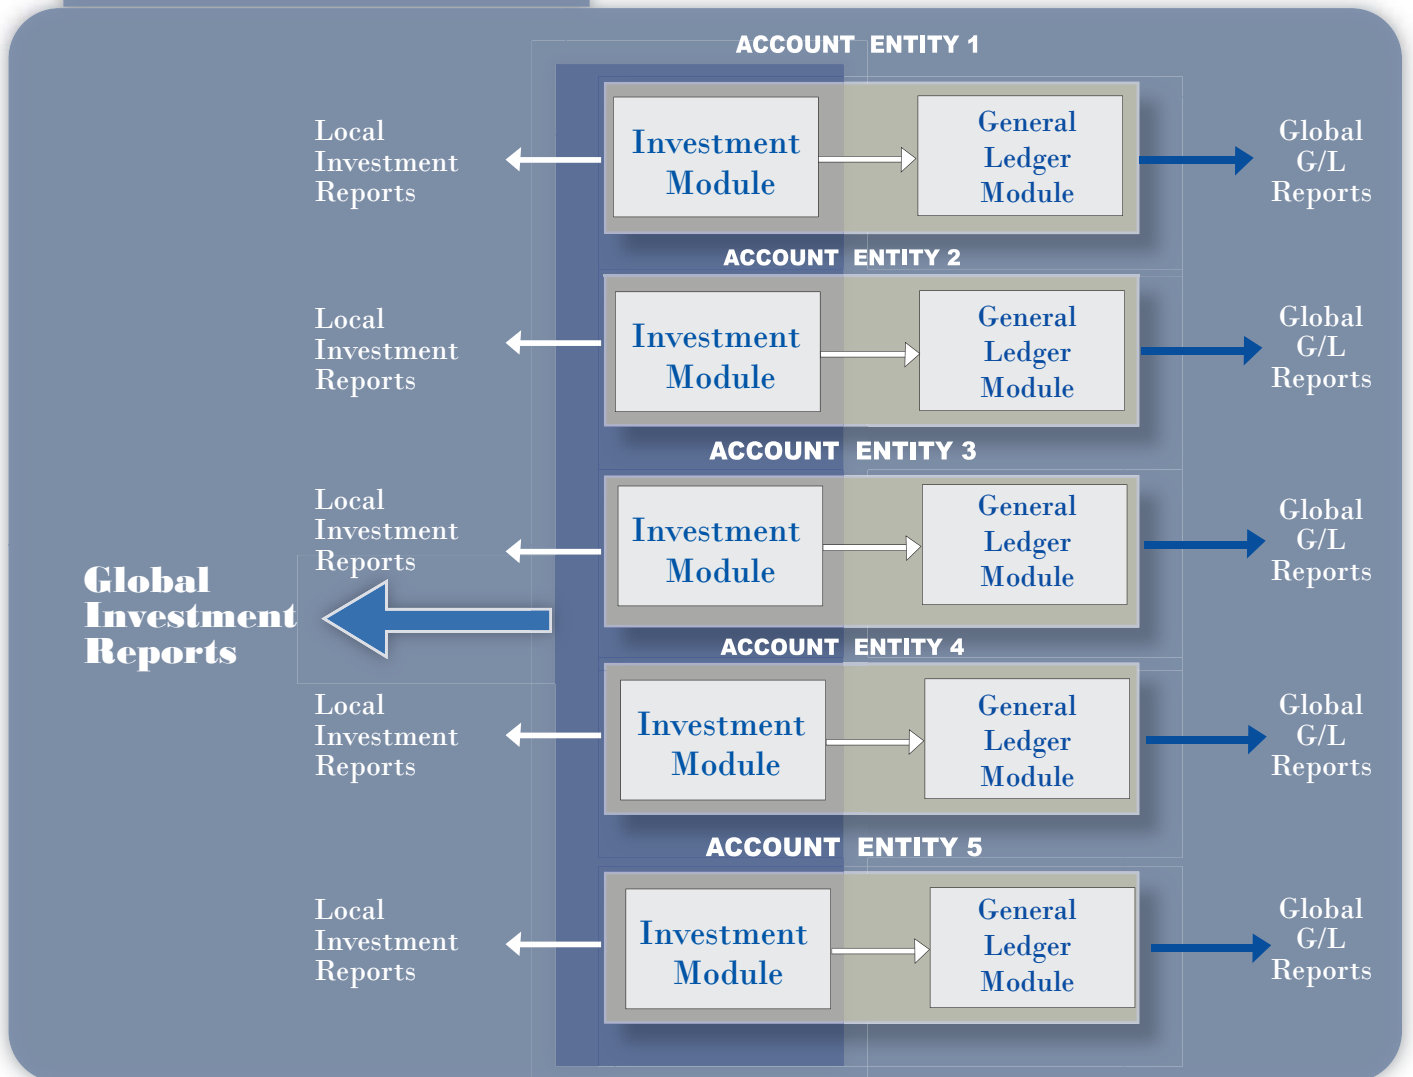 ACCOUNT ENTITY 1
Local
Investment
Reports
Investment
Module
General
Ledger
Module
Global
G/L
Reports
ACCOUNT ENTITY 2
Local
Investment
Reports
Investment
Module
General
Ledger
Module
Global
G/L
Reports
ACCOUNT ENTITY 3
Local
Investment
Reports
Investment
Module
General
Ledger
Module
Global
G/L
Reports
Global
Investment
Reports
ACCOUNT ENTITY 4
Local
Investment
Reports
Investment
Module
General
Ledger
Module
Global
G/L
Reports
ACCOUNT ENTITY 5
Local
Investment
Reports
Investment
Module
General
Ledger
Module
Global
G/L
Reports